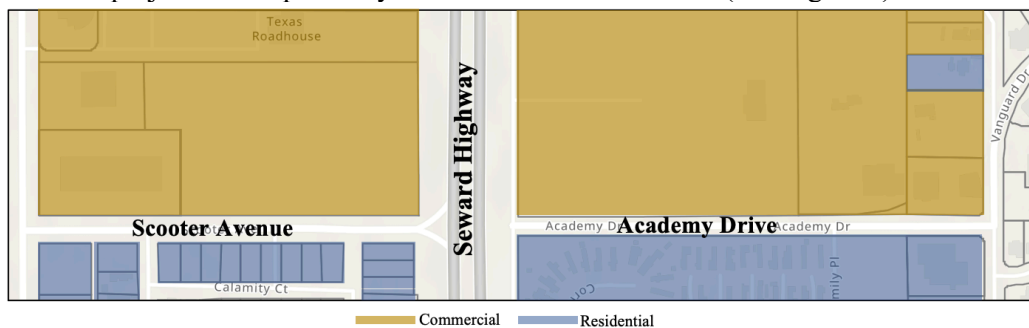 Texas
Roadhouse
Seward Highway
Vanguard Dr
Scooter Avenue
Academy Dr
Academy Drive
Academy Dr
Calamity Ct
Commercial
Residential